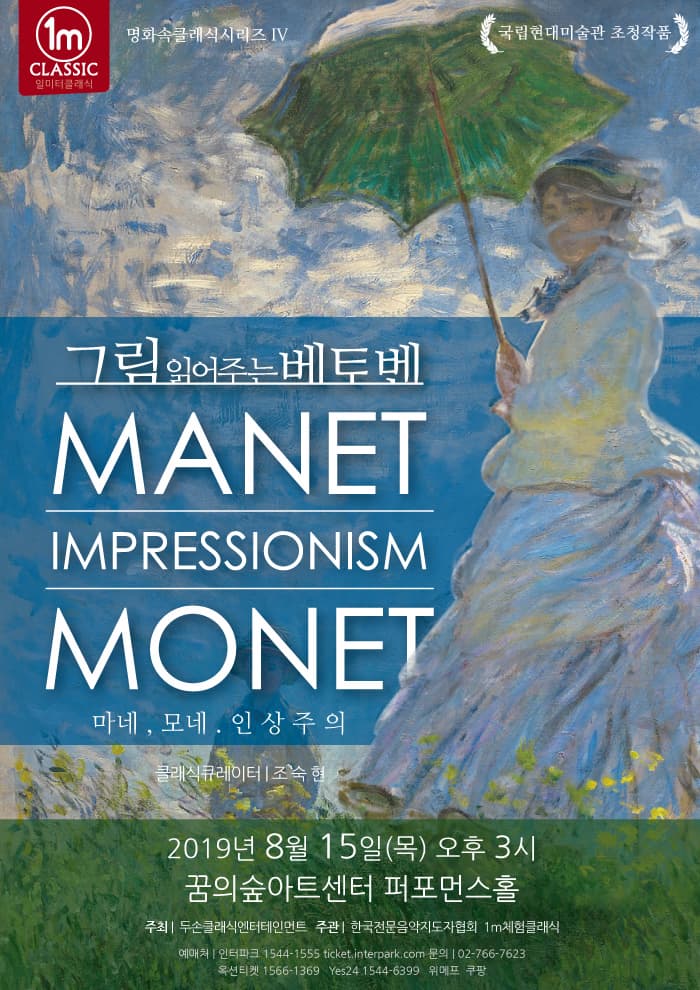 1m
CLASSIC
일미터클래식
명화속클래식시리즈 IV
국립현대미술관 초청작품
그림읽어주는베토벤
MANET
IMPRESSIONISM
MONET
마네, 모네. 인상주의
클래식큐레이터 | 조숙현
2019년 8월 15일(목) 오후 3시
꿈의숲아트센터 퍼포먼스홀
주최 | 두손클래식엔터테인먼트 주관 | 한국전문음악지도자협회 1m체험클래식
예매처 | 인터파크 1544-1555 ticket.interpark.com 문의 | 02-766-7623
옥션티켓 1566-1369 Yes24 1544-6399 위메프 쿠팡